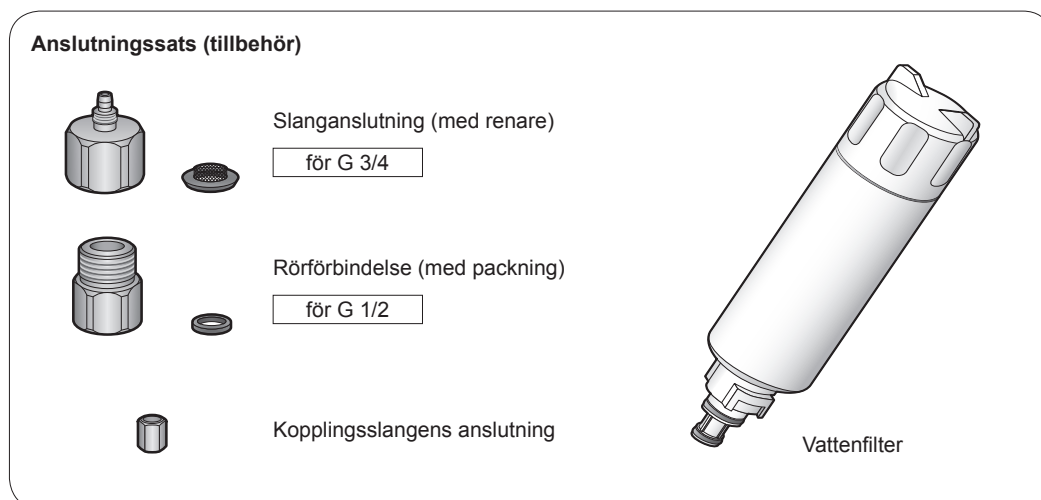 Anslutningssats (tillbehör)
Slanganslutning (med renare)
för G 3/4
Rörförbindelse (med packning)
för G 1/2
Kopplingsslangens anslutning
Vattenfilter